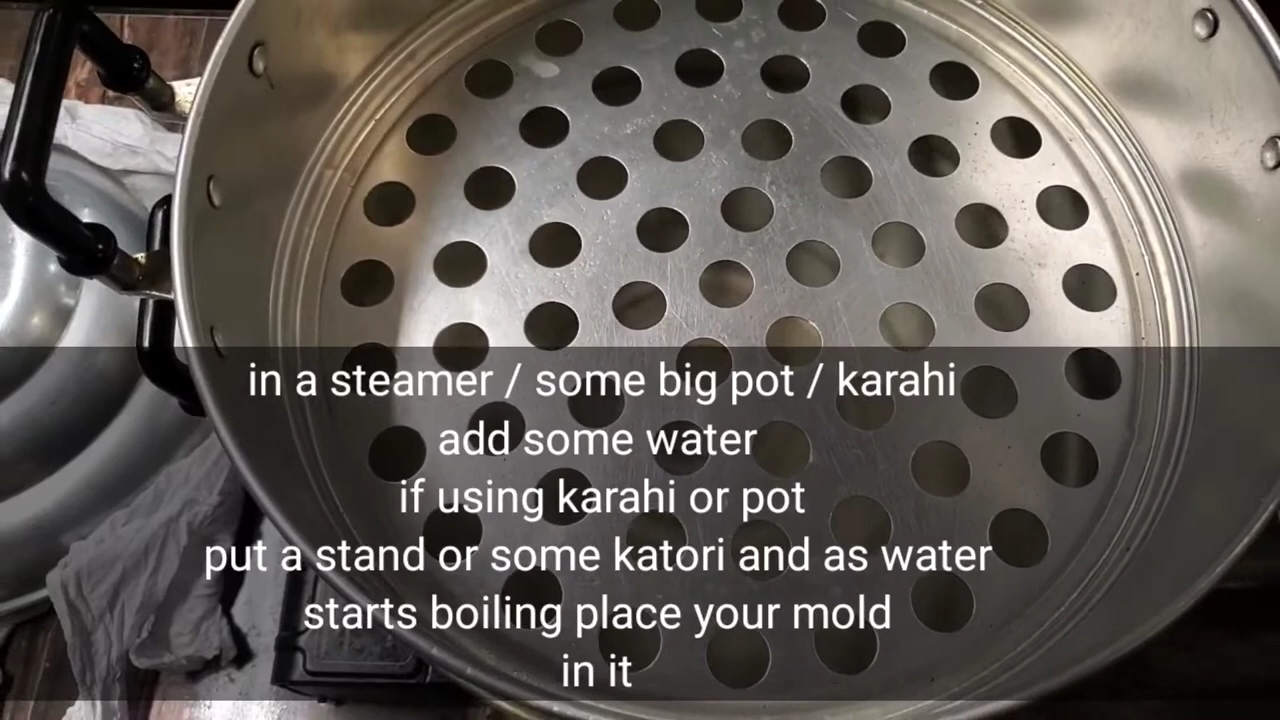 in a steamer / some big pot / karahi
add some water
if using karahi or pot
put a stand or some katori and as water
starts boiling place your mold
in it